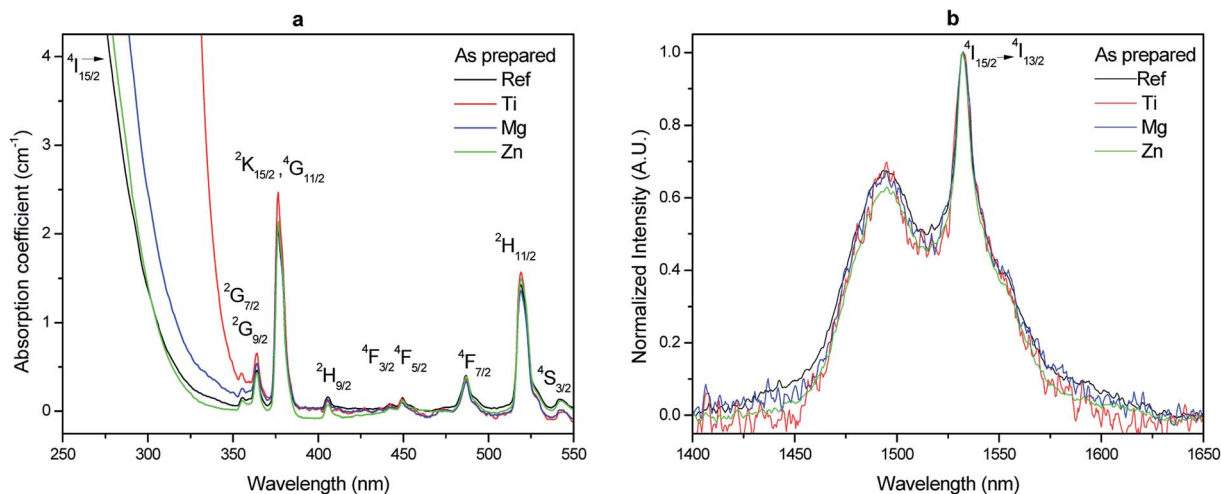 a
As prepared
Ref
Ti
Mg
Zn
⁴I₁₅/₂
²K₁₅/₂ , ⁴G₁₁/₂
²G₇/₂
²G₉/₂
²H₉/₂
⁴F₃/₂ ⁴F₅/₂
⁴F₇/₂
²H₁₁/₂
⁴S₃/₂
4
3
2
1
0
250 300 350 400 450 500 550
Absorption coefficient (cm⁻¹)
Wavelength (nm)
b
⁴I₁₅/₂→⁴I₁₃/₂
As prepared
Ref
Ti
Mg
Zn
1.0
0.8
0.6
0.4
0.2
0.0
1400 1450 1500 1550 1600 1650
Normalized Intensity (A.U.)
Wavelength (nm)